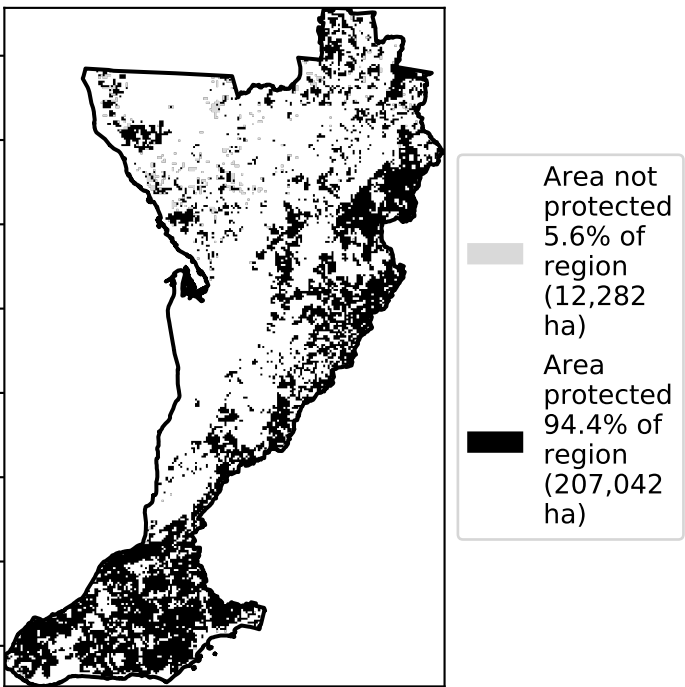 Area not
protected
5.6% of
region
(12,282
ha)
Area
protected
94.4% of
region
(207,042
ha)